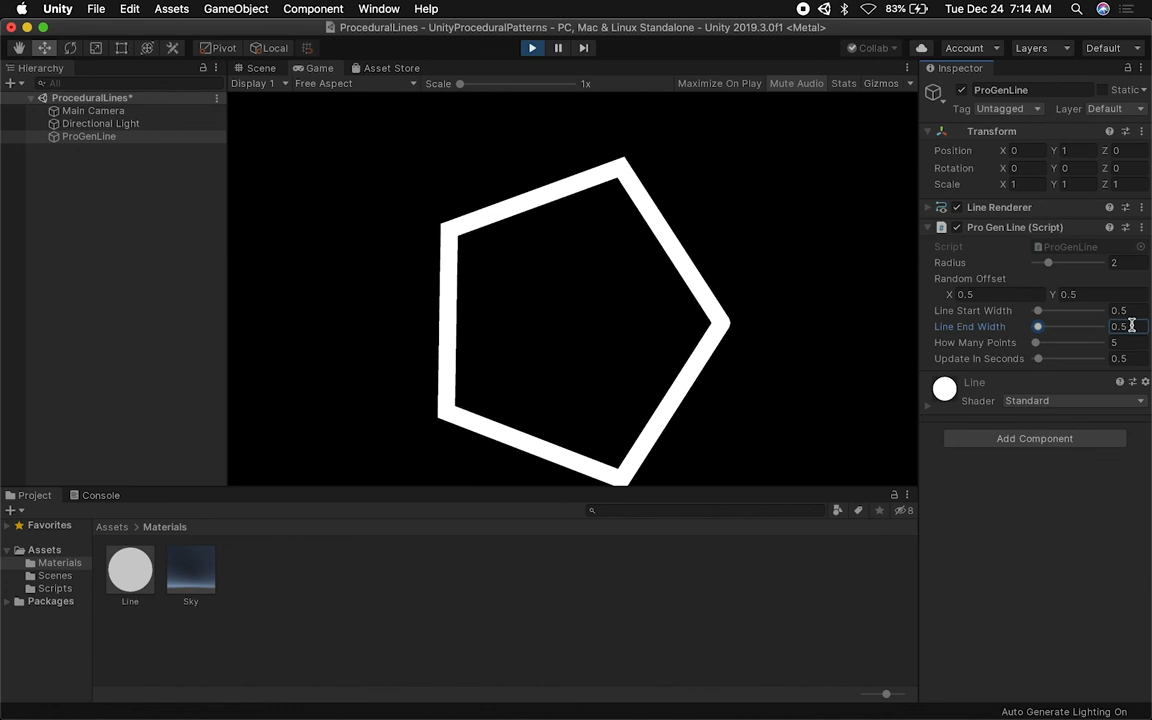 Unity File Edit Assets GameObject Component Window Help 83% Tue Dec 24 7:14 AM
ProceduralLines - UnityProceduralPatterns - PC, Mac & Linux Standalone - Unity 2019.3.0f1 <Metal>
Pivot Local Collab Account Layers Default
Hierarchy Scene Game Asset Store Inspector
All Display 1 Free Aspect Scale 1x Maximize On Play Mute Audio Stats Gizmos
ProGenLine Static
ProceduralLines*
Main Camera
Directional Light
ProGenLine
Tag Untagged Layer Default
Transform
Position X 0 Y 1 Z 0
Rotation X 0 Y 0 Z 0
Scale X 1 Y 1 Z 1
Line Renderer
Pro Gen Line (Script)
Script ProGenLine
Radius 2
Random Offset
X 0.5 Y 0.5
Line Start Width 0.5
Line End Width 0.5
How Many Points 5
Update In Seconds 0.5
Line
Shader Standard
Add Component
Project Console
8
Favorites
Assets > Materials
Assets
Materials
Scenes
Scripts
Packages
Line Sky
Auto Generate Lighting On